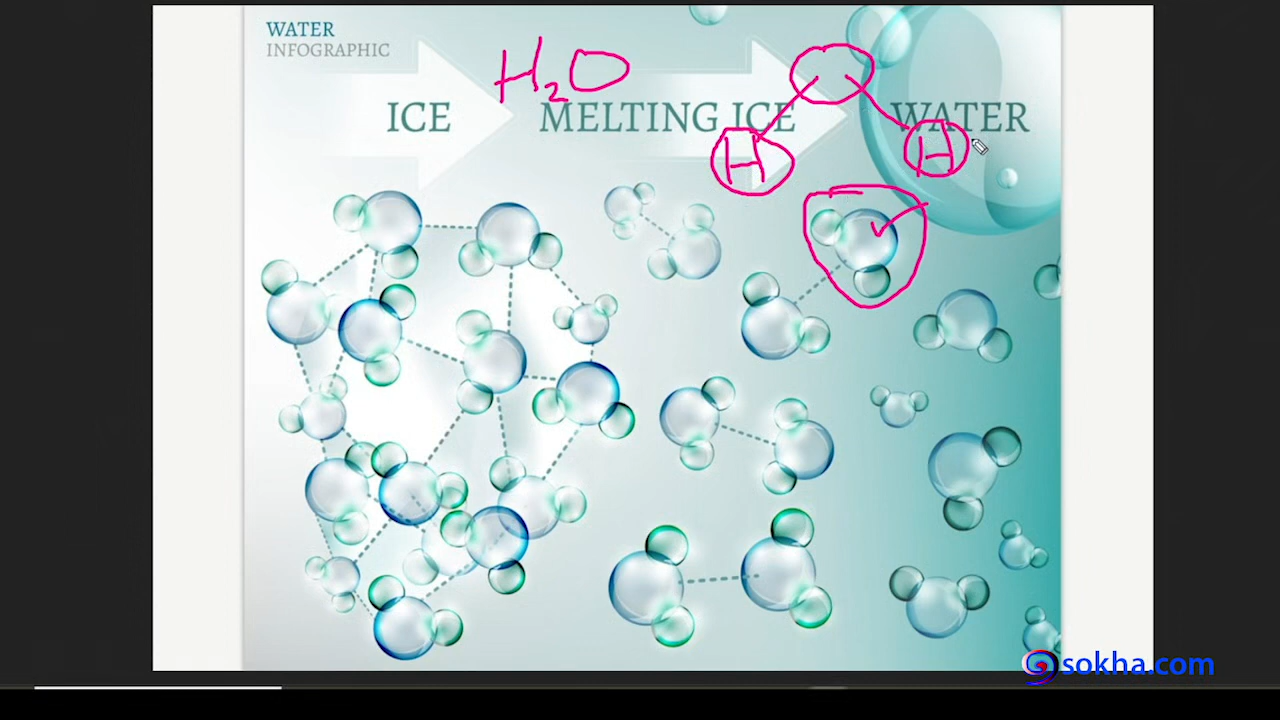 WATER
INFOGRAPHIC
H₂O
ICE
MELTING ICE
WATER
H
H
sokha.com